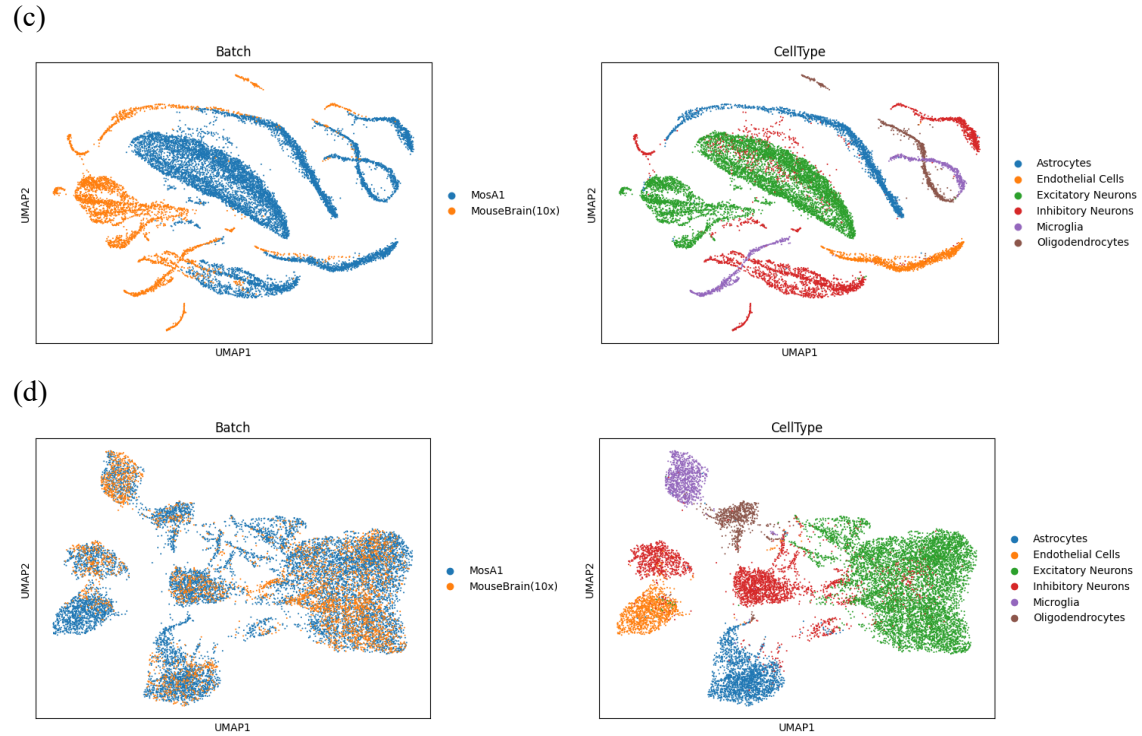 (c)
Batch
CellType
UMAP2
UMAP1
MosA1
MouseBrain(10x)
UMAP2
UMAP1
Astrocytes
Endothelial Cells
Excitatory Neurons
Inhibitory Neurons
Microglia
Oligodendrocytes
(d)
Batch
CellType
UMAP2
UMAP1
MosA1
MouseBrain(10x)
UMAP2
UMAP1
Astrocytes
Endothelial Cells
Excitatory Neurons
Inhibitory Neurons
Microglia
Oligodendrocytes